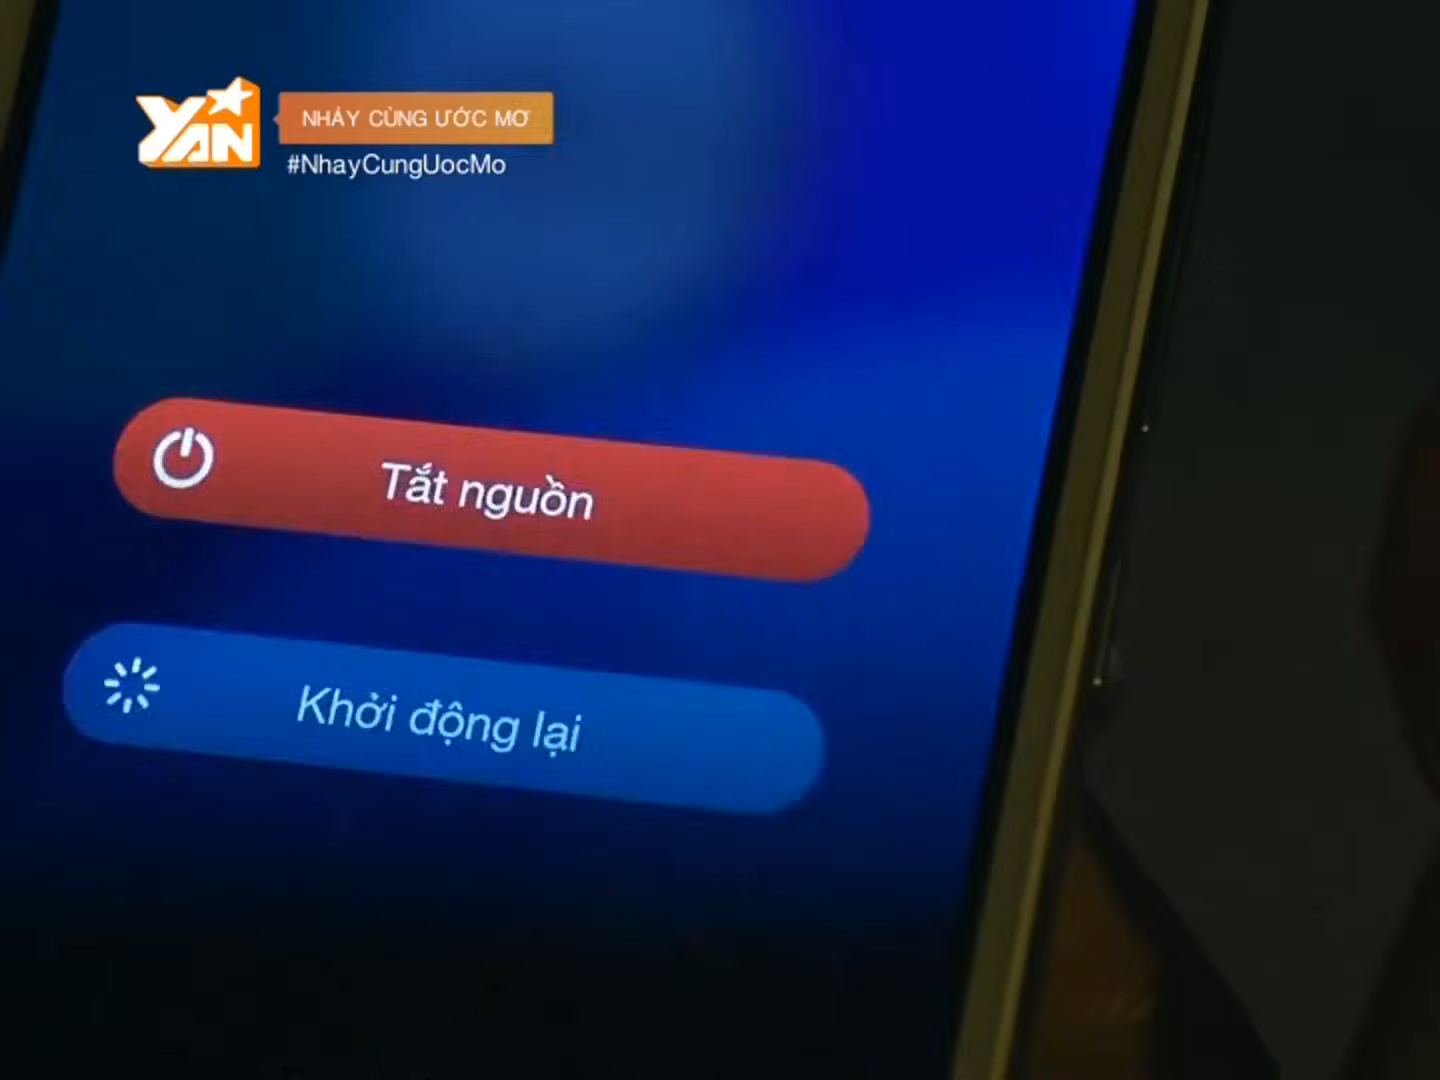 YAN
NHẢY CÙNG ƯỚC MƠ
#NhayCungUocMo
Tắt nguồn
Khởi động lại